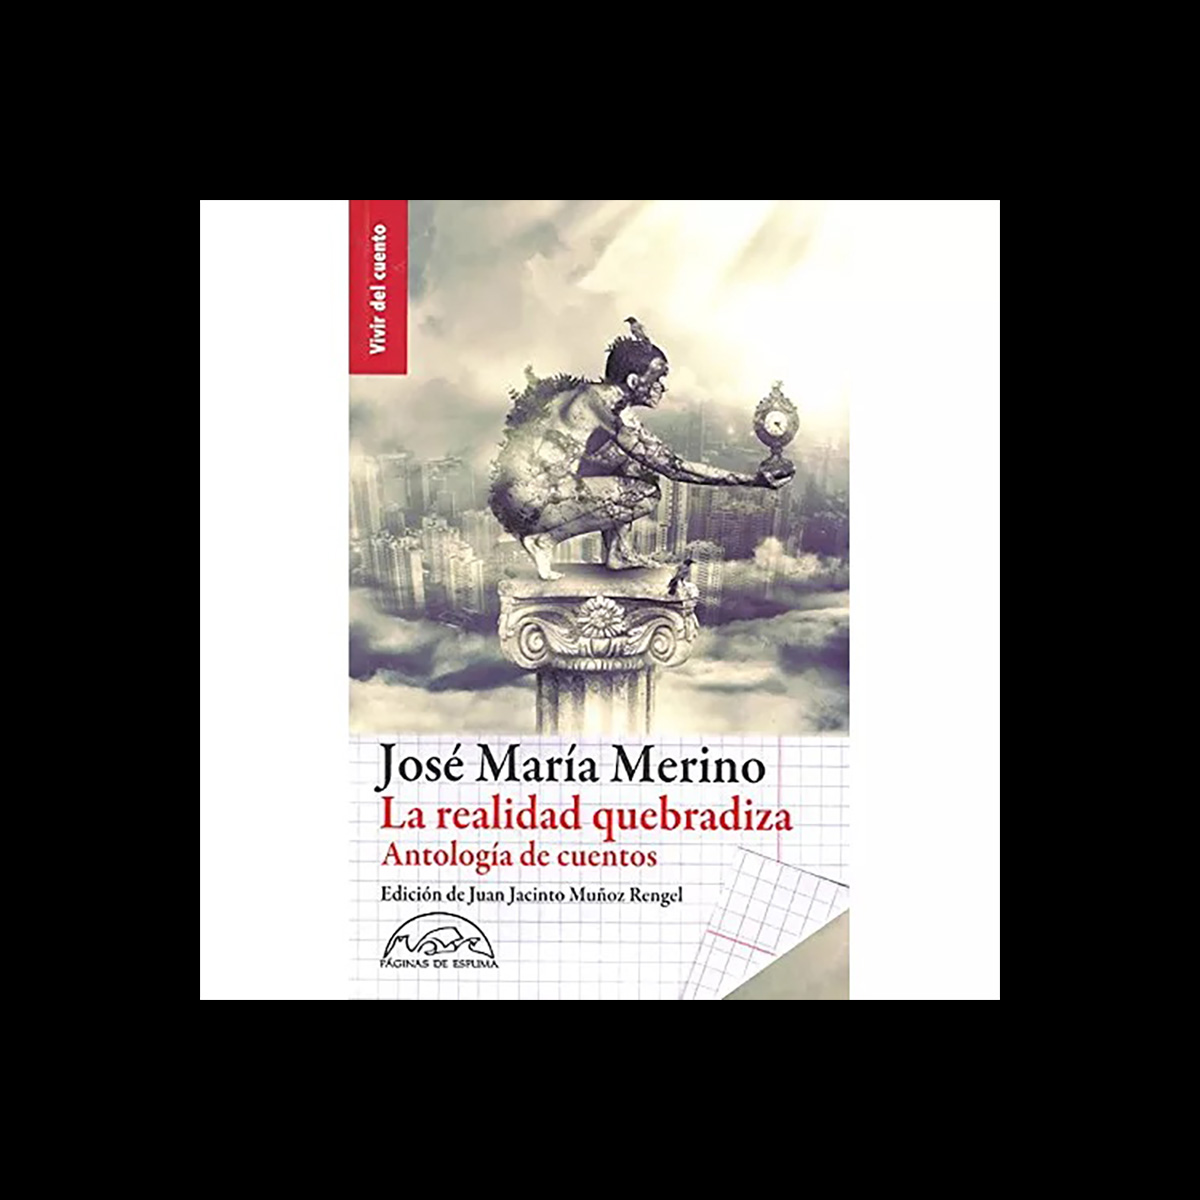 Vivir del cuento
José María Merino
La realidad quebradiza
Antología de cuentos
Edición de Juan Jacinto Muñoz Rengel
PÁGINAS DE ESPUMA